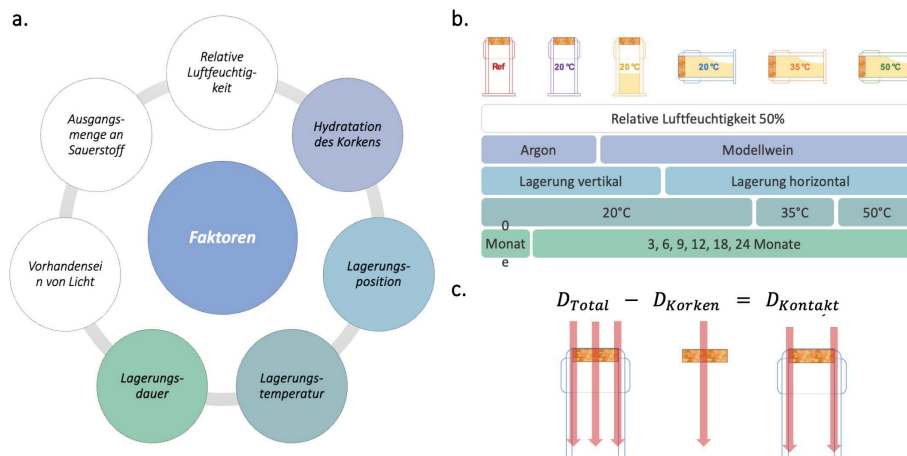 a.
Relative
Luftfeuchtig-
keit
Hydratation
des Korkens
Lagerungs-
position
Lagerungs-
temperatur
Lagerungs-
dauer
Vorhandensei
n von Licht
Ausgangs-
menge an
Sauerstoff
Faktoren
b.
Ref
20°C
20°C
20°C
35°C
50°C
Relative Luftfeuchtigkeit 50%
Argon
Modellwein
Lagerung vertikal
Lagerung horizontal
20°C
35°C
50°C
0
Monat
e
3, 6, 9, 12, 18, 24 Monate
c.
D_Total − D_Korken = D_Kontakt